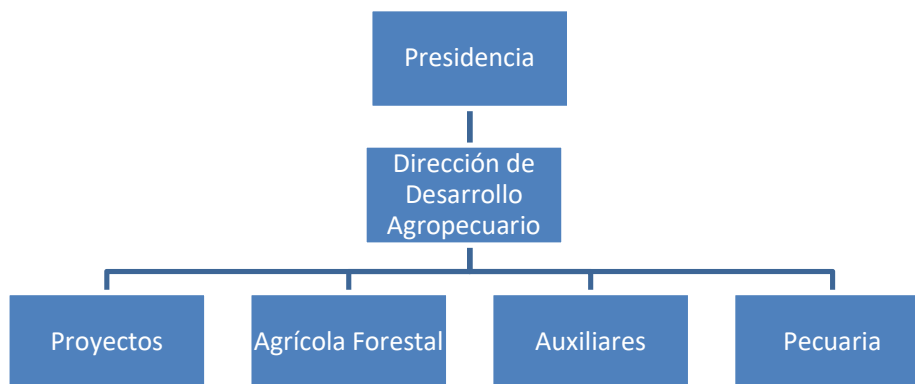 Presidencia
Dirección de
Desarrollo
Agropecuario
Proyectos
Agrícola Forestal
Auxiliares
Pecuaria